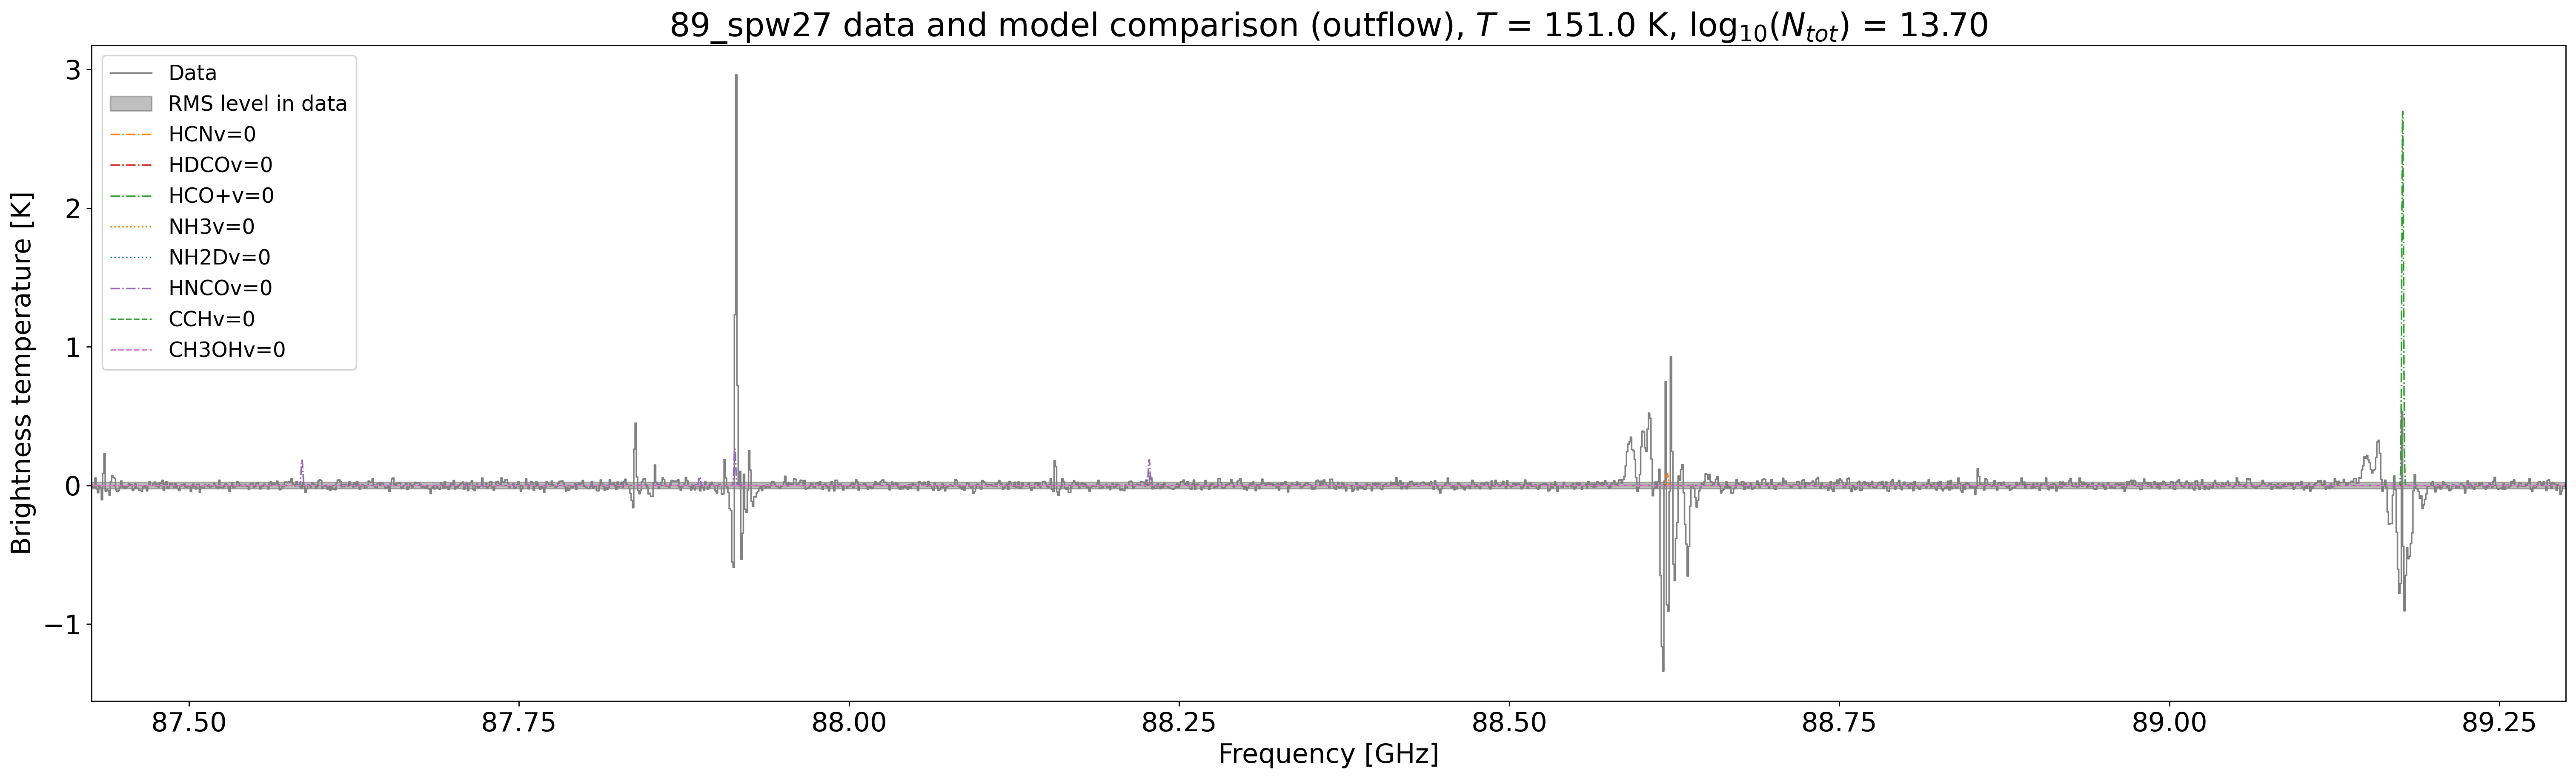 89_spw27 data and model comparison (outflow), T = 151.0 K, log₁₀(Nₜₒₜ) = 13.70
Data
RMS level in data
HCNv=0
HDCOv=0
HCO+v=0
NH3v=0
NH2Dv=0
HNCOv=0
CCHv=0
CH3OHv=0
Brightness temperature [K]
3
2
1
0
−1
87.50 87.75 88.00 88.25 88.50 88.75 89.00 89.25
Frequency [GHz]